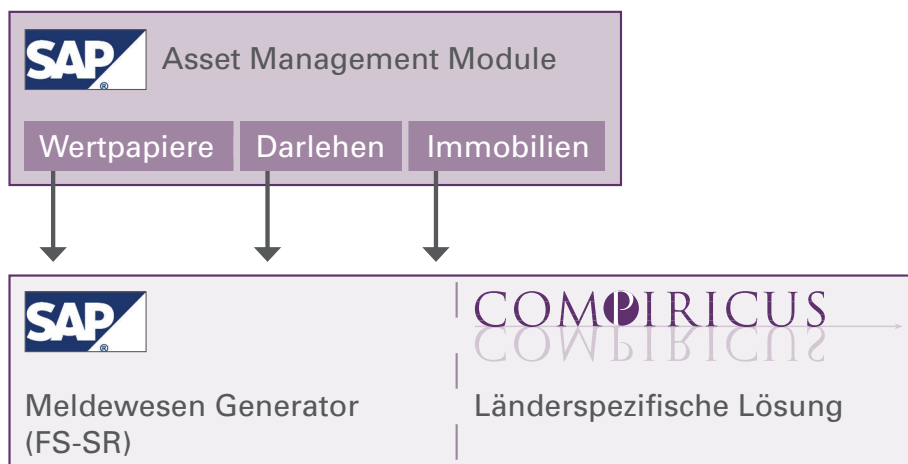 SAP ®
Asset Management Module
Wertpapiere Darlehen Immobilien
SAP ®
COMPIRICUS
Meldewesen Generator
(FS-SR)
Länderspezifische Lösung